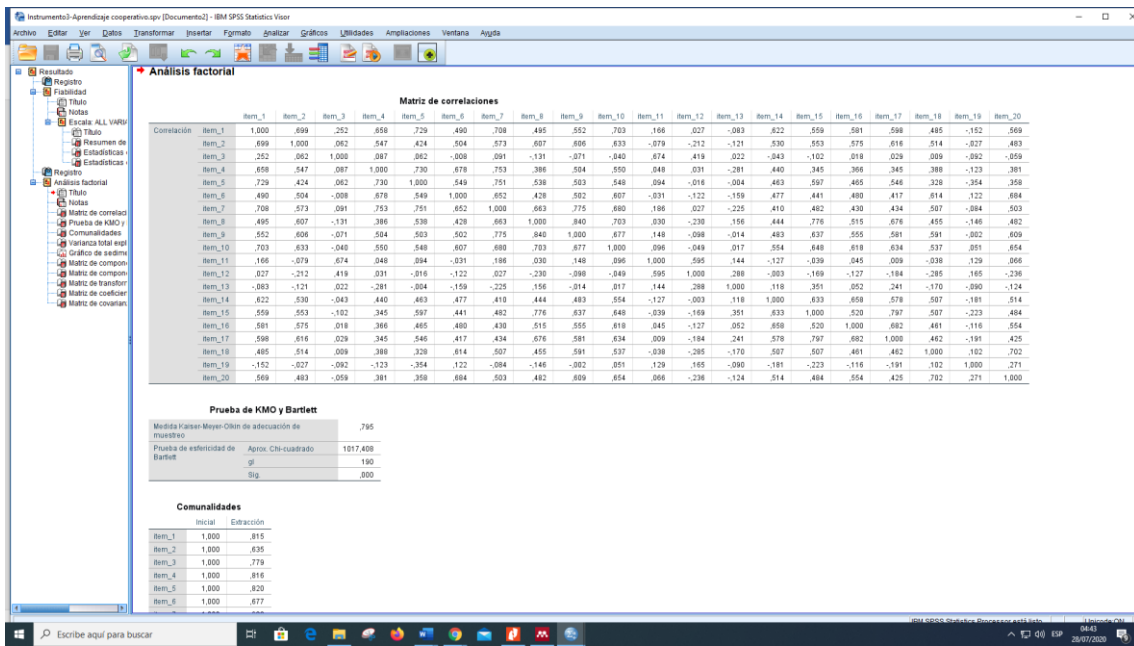 Instrumento3-Aprendizaje cooperativo.spv [Documento2] - IBM SPSS Statistics Visor
Archivo Editar Ver Datos Transformar Insertar Formato Analizar Gráficos Utilidades Ampliaciones Ventana Ayuda
Resultado
Registro
Fiabilidad
Título
Notas
Escala: ALL VARI
Título
Resumen de
Estadísticas
Estadísticas
Registro
Análisis factorial
Título
Notas
Matriz de correlaci
Prueba de KMO y
Comunalidades
Varianza total expl
Gráfico de sedime
Matriz de compon
Matriz de compon
Matriz de transform
Matriz de coeficien
Matriz de covarian
Análisis factorial
Matriz de correlaciones
item_1 item_2 item_3 item_4 item_5 item_6 item_7 item_8 item_9 item_10 item_11 item_12 item_13 item_14 item_15 item_16 item_17 item_18 item_19 item_20
Correlación item_1 1,000 ,699 ,252 ,658 ,729 ,490 ,708 ,495 ,552 ,703 ,166 ,027 -,083 ,622 ,559 ,581 ,598 ,485 -,152 ,569
item_2 ,699 1,000 ,062 ,547 ,424 ,504 ,573 ,607 ,606 ,633 -,079 -,212 -,121 ,530 ,553 ,575 ,616 ,514 -,027 ,483
item_3 ,252 ,062 1,000 ,087 ,062 -,008 ,091 -,131 -,071 -,040 ,674 ,419 ,022 -,043 -,102 ,018 ,029 ,009 -,092 -,059
item_4 ,658 ,547 ,087 1,000 ,730 ,678 ,753 ,386 ,504 ,550 ,048 ,031 -,281 ,440 ,345 ,366 ,345 ,388 -,123 ,381
item_5 ,729 ,424 ,062 ,730 1,000 ,549 ,751 ,538 ,503 ,548 ,094 -,016 -,004 ,463 ,597 ,465 ,546 ,328 -,354 ,358
item_6 ,490 ,504 -,008 ,678 ,549 1,000 ,652 ,428 ,502 ,607 -,031 -,122 -,159 ,477 ,441 ,480 ,417 ,614 ,122 ,684
item_7 ,708 ,573 ,091 ,753 ,751 ,652 1,000 ,663 ,775 ,680 ,186 ,027 -,225 ,410 ,482 ,430 ,434 ,507 -,084 ,503
item_8 ,495 ,607 -,131 ,386 ,538 ,428 ,663 1,000 ,840 ,703 ,030 -,230 ,156 ,444 ,776 ,515 ,676 ,455 -,146 ,482
item_9 ,552 ,606 -,071 ,504 ,503 ,502 ,775 ,840 1,000 ,677 ,148 -,098 -,014 ,483 ,637 ,555 ,581 ,591 -,002 ,609
item_10 ,703 ,633 -,040 ,550 ,548 ,607 ,680 ,703 ,677 1,000 ,096 -,049 ,017 ,554 ,648 ,618 ,634 ,537 ,051 ,654
item_11 ,166 -,079 ,674 ,048 ,094 -,031 ,186 ,030 ,148 ,096 1,000 ,595 ,144 -,127 -,039 ,045 ,009 -,038 ,129 ,066
item_12 ,027 -,212 ,419 ,031 -,016 -,122 ,027 -,230 -,098 -,049 ,595 1,000 ,288 -,003 -,169 -,127 -,184 -,285 ,165 -,236
item_13 -,083 -,121 ,022 -,281 -,004 -,159 -,225 ,156 -,014 ,017 ,144 ,288 1,000 ,118 ,351 ,052 ,241 -,170 -,090 -,124
item_14 ,622 ,530 -,043 ,440 ,463 ,477 ,410 ,444 ,483 ,554 -,127 -,003 ,118 1,000 ,633 ,658 ,578 ,507 -,181 ,514
item_15 ,559 ,553 -,102 ,345 ,597 ,441 ,482 ,776 ,637 ,648 -,039 -,169 ,351 ,633 1,000 ,520 ,797 ,507 -,223 ,484
item_16 ,581 ,575 ,018 ,366 ,465 ,480 ,430 ,515 ,555 ,618 ,045 -,127 ,052 ,658 ,520 1,000 ,682 ,461 -,116 ,554
item_17 ,598 ,616 ,029 ,345 ,546 ,417 ,434 ,676 ,581 ,634 ,009 -,184 ,241 ,578 ,797 ,682 1,000 ,462 -,191 ,425
item_18 ,485 ,514 ,009 ,388 ,328 ,614 ,507 ,455 ,591 ,537 -,038 -,285 -,170 ,507 ,507 ,461 ,462 1,000 ,102 ,702
item_19 -,152 -,027 -,092 -,123 -,354 ,122 -,084 -,146 -,002 ,051 ,129 ,165 -,090 -,181 -,223 -,116 -,191 ,102 1,000 ,271
item_20 ,569 ,483 -,059 ,381 ,358 ,684 ,503 ,482 ,609 ,654 ,066 -,236 -,124 ,514 ,484 ,554 ,425 ,702 ,271 1,000
Prueba de KMO y Bartlett
Medida Kaiser-Meyer-Olkin de adecuación de ,795
muestreo
Prueba de esfericidad de Aprox. Chi-cuadrado 1017,408
Bartlett
gl 190
Sig. ,000
Comunalidades
Inicial Extracción
item_1 1,000 ,815
item_2 1,000 ,635
item_3 1,000 ,779
item_4 1,000 ,816
item_5 1,000 ,820
item_6 1,000 ,677
IBM SPSS Statistics Processor está listo Unicode:ON
Escribe aquí para buscar
ESP
04:43
28/07/2020